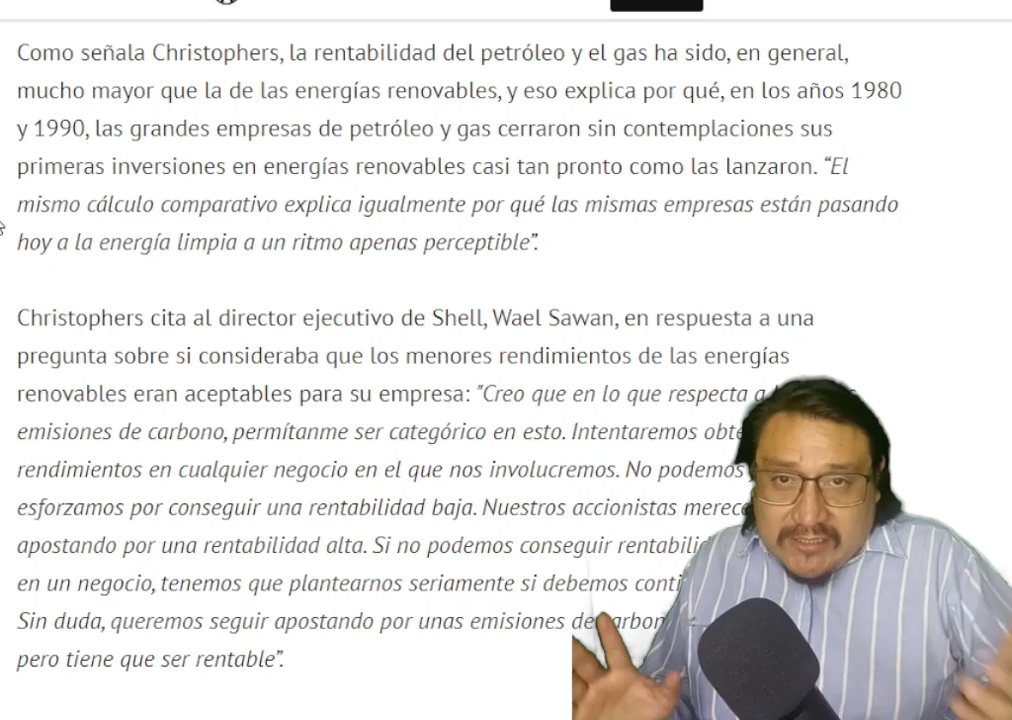 Como señala Christophers, la rentabilidad del petróleo y el gas ha sido, en general,
mucho mayor que la de las energías renovables, y eso explica por qué, en los años 1980
y 1990, las grandes empresas de petróleo y gas cerraron sin contemplaciones sus
primeras inversiones en energías renovables casi tan pronto como las lanzaron. “El
mismo cálculo comparativo explica igualmente por qué las mismas empresas están pasando
hoy a la energía limpia a un ritmo apenas perceptible”.
Christophers cita al director ejecutivo de Shell, Wael Sawan, en respuesta a una
pregunta sobre si consideraba que los menores rendimientos de las energías
renovables eran aceptables para su empresa: "Creo que en lo que respecta a
emisiones de carbono, permítanme ser categórico en esto. Intentaremos
rendimientos en cualquier negocio en el que nos involucremos. No podemos
esforzamos por conseguir una rentabilidad baja. Nuestros accionistas
apostando por una rentabilidad alta. Si no podemos conseguir
en un negocio, tenemos que plantearnos seriamente si debemos
Sin duda, queremos seguir apostando por unas emisiones de
pero tiene que ser rentable”.